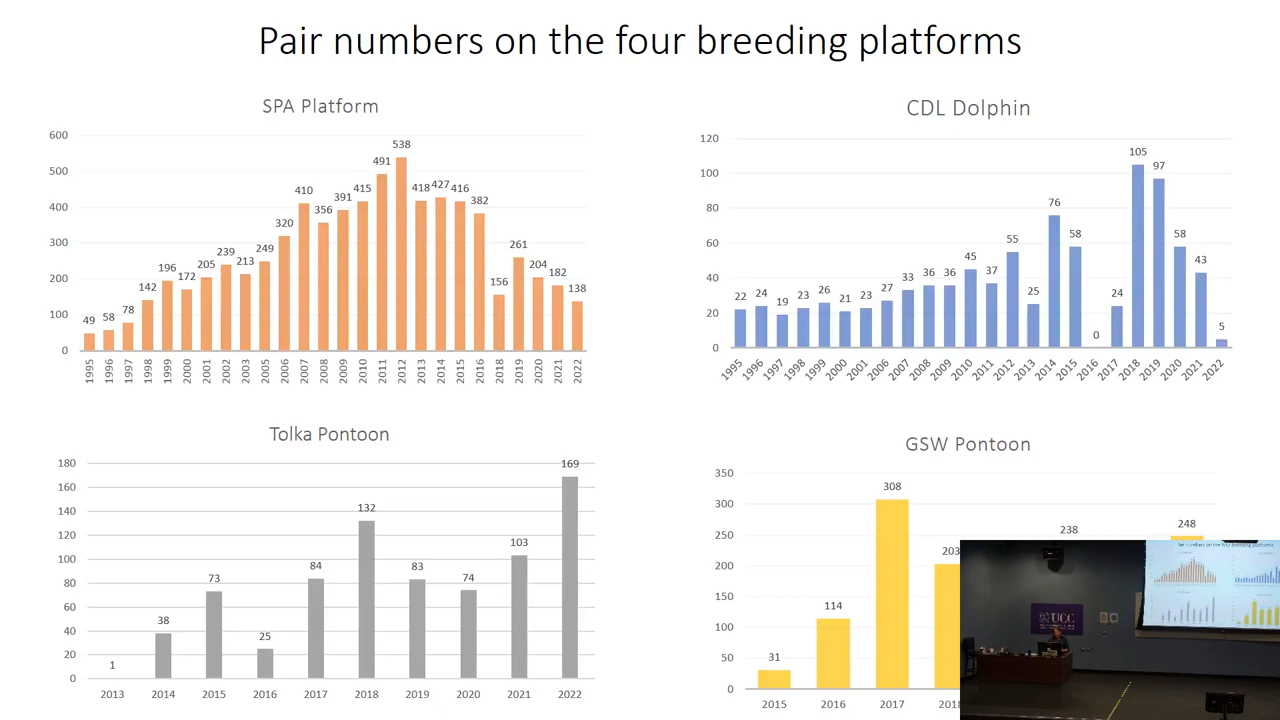 Pair numbers on the four breeding platforms
SPA Platform
600
500
400
300
200
100
0
49 58 78 142 196 172 205 239 213 249 320 410 356 391 415 491 538 418 427 416 382 156 261 204 182 138
1995 1996 1997 1998 1999 2000 2001 2002 2003 2005 2006 2007 2008 2009 2010 2011 2012 2013 2014 2015 2016 2018 2019 2020 2021 2022
CDL Dolphin
120
100
80
60
40
20
0
22 24 19 23 26 21 23 27 33 36 36 45 37 55 25 76 58 0 24 105 97 58 43 5
1995 1996 1997 1998 1999 2000 2001 2006 2007 2008 2009 2010 2011 2012 2013 2014 2015 2016 2017 2018 2019 2020 2021 2022
Tolka Pontoon
180
160
140
120
100
80
60
40
20
0
1 38 73 25 84 132 83 74 103 169
2013 2014 2015 2016 2017 2018 2019 2020 2021 2022
GSW Pontoon
350
300
250
200
150
100
50
0
31 114 308 203 238 248
2015 2016 2017 2018
Pair numbers on the four breeding platforms
UCC